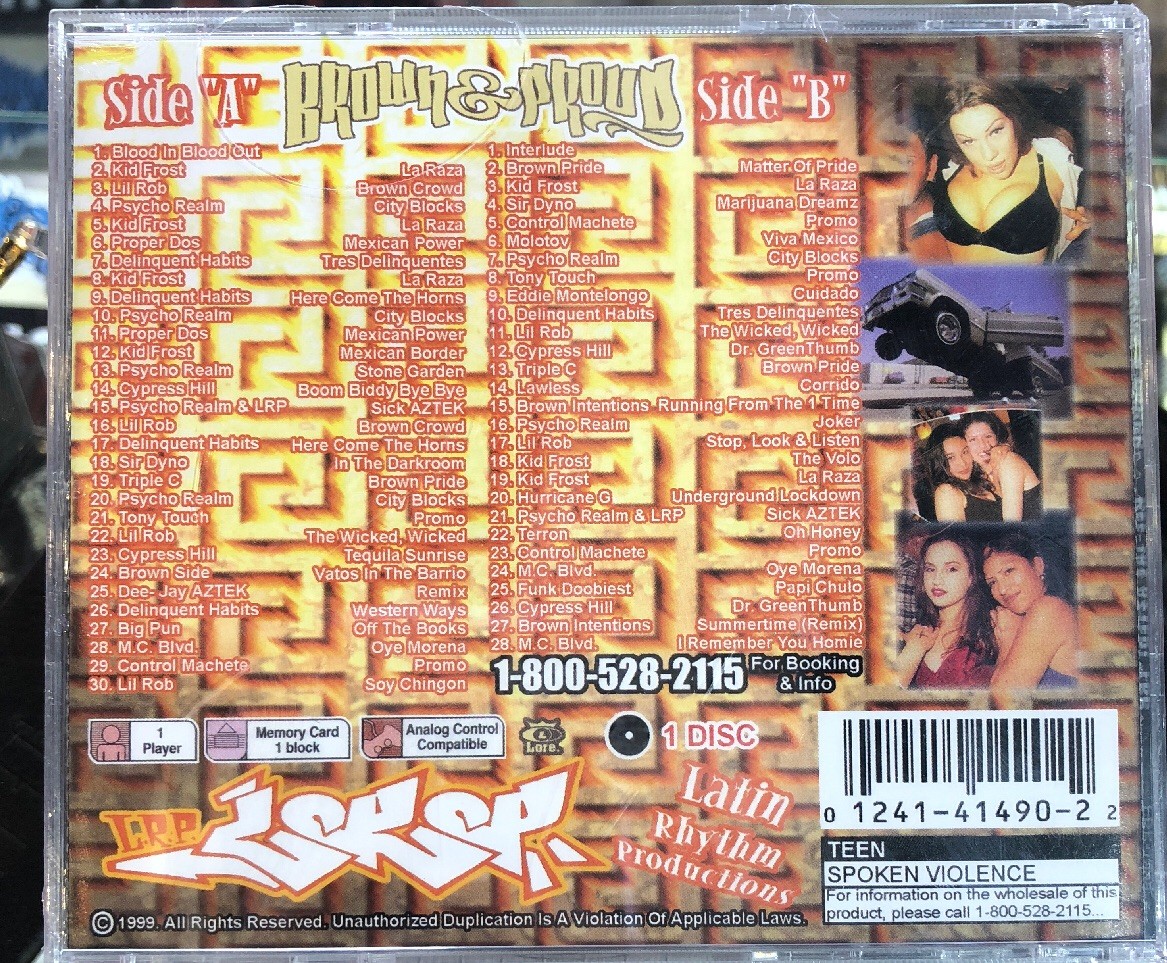 Side "A" BROWN & PROUD Side "B"
1. Blood In Blood Out
2. Kid Frost La Raza
3. Lil Rob Brown Crowd
4. Psycho Realm City Blocks
5. Kid Frost La Raza
6. Proper Dos Mexican Power
7. Delinquent Habits Tres Delinquentes
8. Kid Frost La Raza
9. Delinquent Habits Here Come The Horns
10. Psycho Realm City Blocks
11. Proper Dos Mexican Power
12. Kid Frost Mexican Border
13. Psycho Realm Stone Garden
14. Cypress Hill Boom Biddy Bye Bye
15. Psycho Realm & LRP Sick AZTEK
16. Lil Rob Brown Crowd
17. Delinquent Habits Here Come The Horns
18. Sir Dyno In The Darkroom
19. Triple C Brown Pride
20. Psycho Realm City Blocks
21. Tony Touch Promo
22. Lil Rob The Wicked, Wicked
23. Cypress Hill Tequila Sunrise
24. Brown Side Vatos In The Barrio
25. Dee- Jay AZTEK Remix
26. Delinquent Habits Western Ways
27. Big Pun Off The Books
28. M.C. Blvd. Oye Morena
29. Control Machete Promo
30. Lil Rob Soy Chingon
1. Interlude
2. Brown Pride Matter Of Pride
3. Kid Frost La Raza
4. Sir Dyno Marijuana Dreamz
5. Control Machete Promo
6. Molotov Viva Mexico
7. Psycho Realm City Blocks
8. Tony Touch Promo
9. Eddie Montelongo Cuidado
10. Delinquent Habits Tres Delinquentes
11. Lil Rob The Wicked, Wicked
12. Cypress Hill Dr. GreenThumb
13. Triple C Brown Pride
14. Lawless Corrido
15. Brown Intentions Running From The 1 Time
16. Psycho Realm Joker
17. Lil Rob Stop, Look & Listen
18. Kid Frost The Volo
19. Kid Frost La Raza
20. Hurricane G Underground Lockdown
21. Psycho Realm & LRP Sick AZTEK
22. Terron Oh Honey
23. Control Machete Promo
24. M.C. Blvd. Oye Morena
25. Funk Doobiest Papi Chulo
26. Cypress Hill Dr. GreenThumb
27. Brown Intentions Summertime (Remix)
28. M.C. Blvd. I Remember You Homie
1-800-528-2115 For Booking
& Info
1
Player
Memory Card
1 block
Analog Control
Compatible
Lore.
1 DISC
L.R.P.
Latin
Rhythm
Productions
0 1241-41490-2 2
TEEN
SPOKEN VIOLENCE
For information on the wholesale of this
product, please call 1-800-528-2115...
© 1999. All Rights Reserved. Unauthorized Duplication Is A Violation Of Applicable Laws.